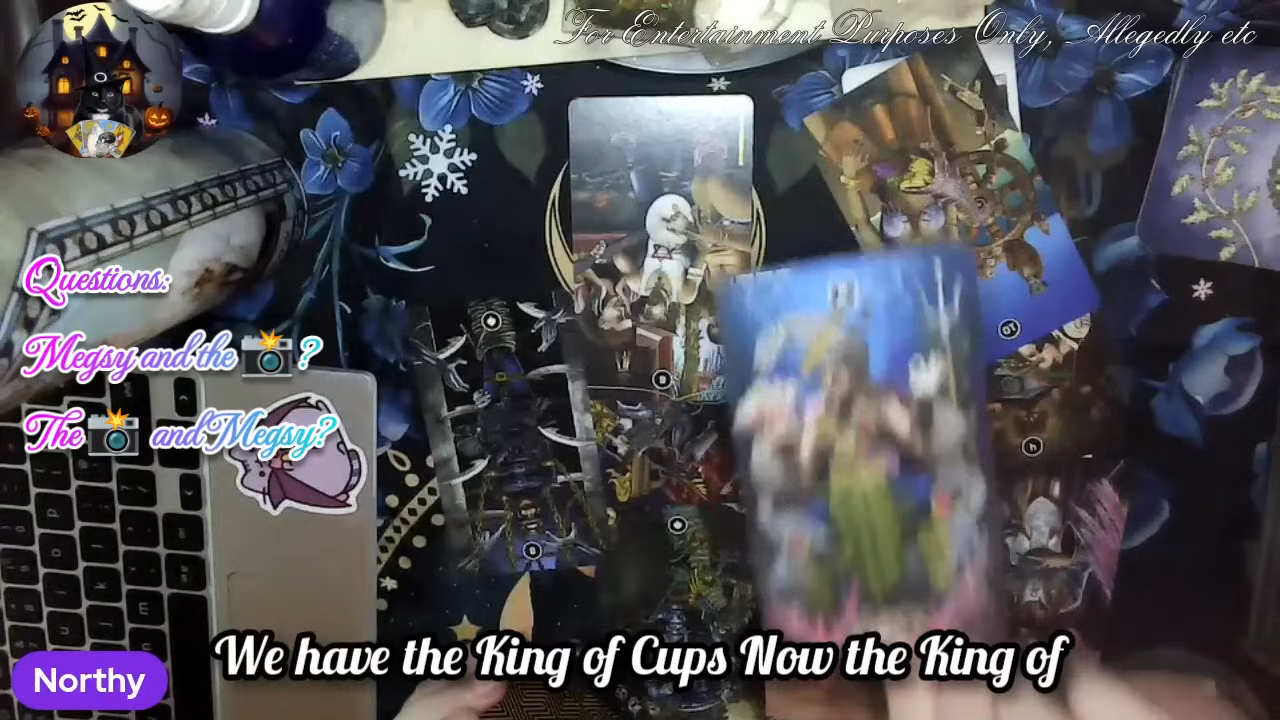 For Entertainment Purposes Only, Allegedly etc
Questions:
Megsy and the 📸 ?
The 📸 and Megsy?
We have the King of Cups Now the King of
Northy